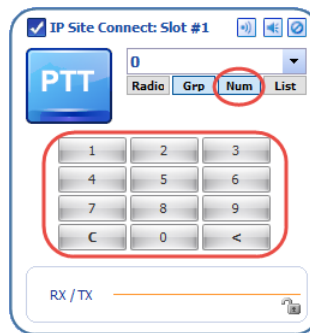 IP Site Connect: Slot #1
PTT
0
Radio Grp Num List
1 2 3
4 5 6
7 8 9
C 0 <
RX / TX